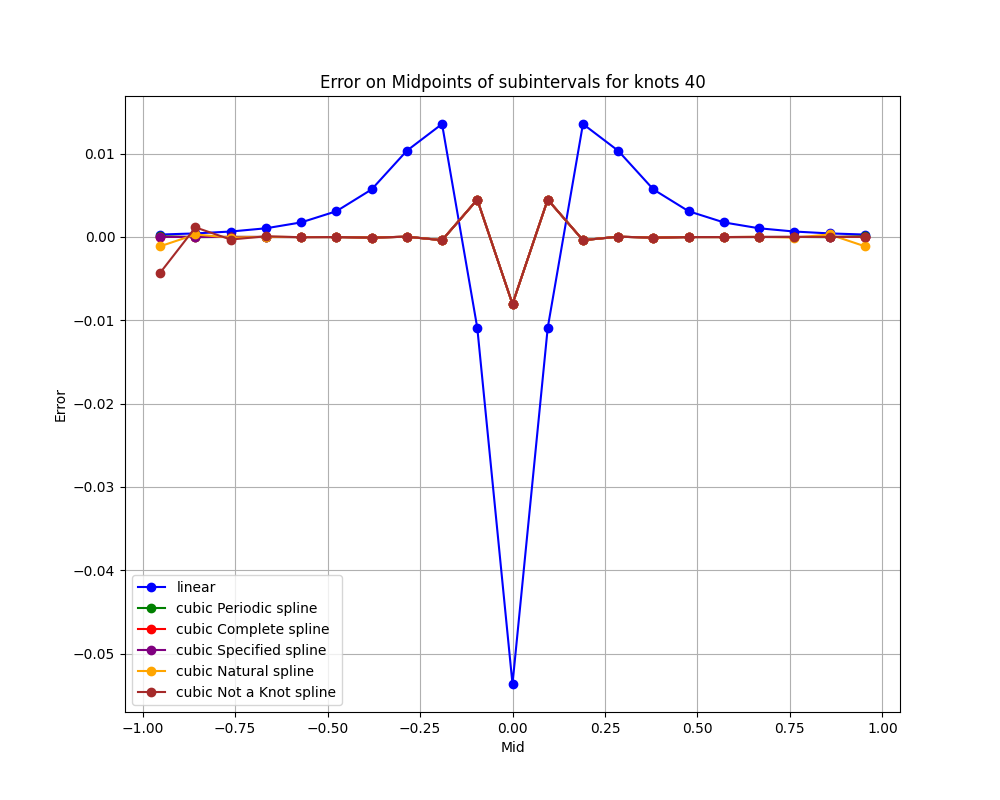 Error on Midpoints of subintervals for knots 40
0.01
0.00
−0.01
−0.02
−0.03
−0.04
−0.05
Error
linear
cubic Periodic spline
cubic Complete spline
cubic Specified spline
cubic Natural spline
cubic Not a Knot spline
−1.00 −0.75 −0.50 −0.25 0.00 0.25 0.50 0.75 1.00
Mid